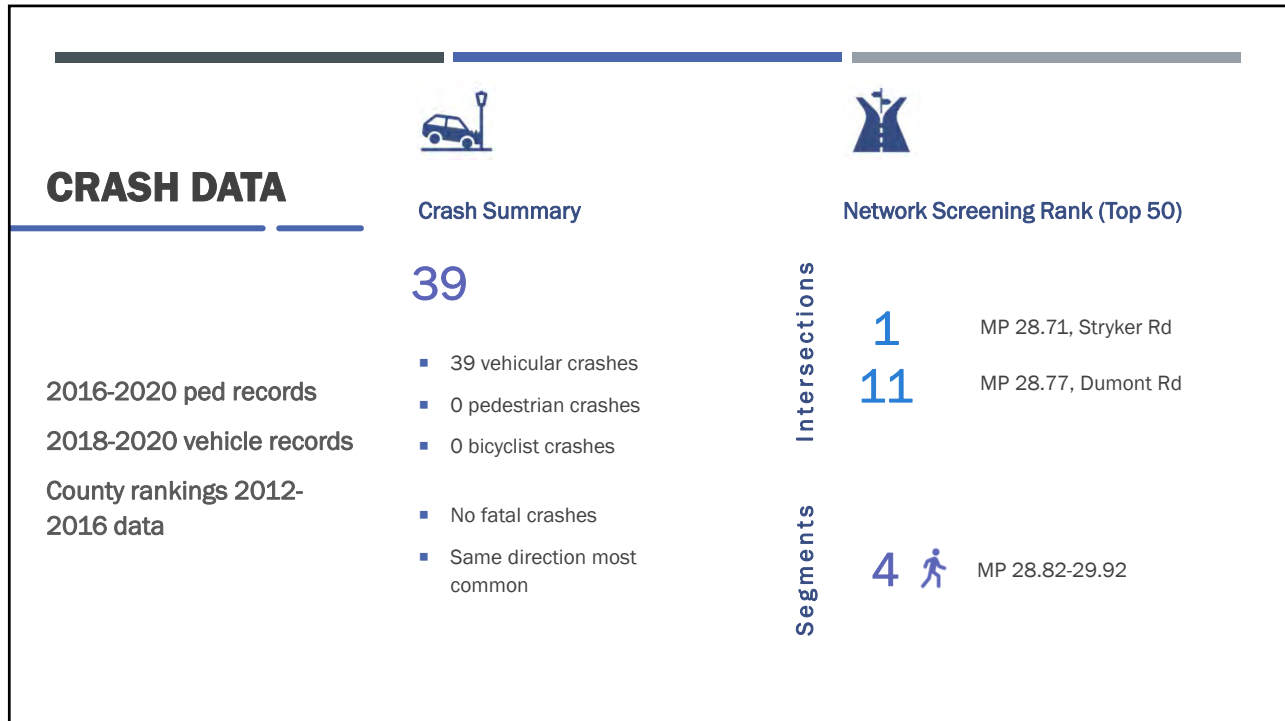 CRASH DATA
2016-2020 ped records
2018-2020 vehicle records
County rankings 2012-
2016 data
Crash Summary
39
▪ 39 vehicular crashes
▪ 0 pedestrian crashes
▪ 0 bicyclist crashes
▪ No fatal crashes
▪ Same direction most
common
Network Screening Rank (Top 50)
Intersections
1 MP 28.71, Stryker Rd
11 MP 28.77, Dumont Rd
Segments
4 MP 28.82-29.92